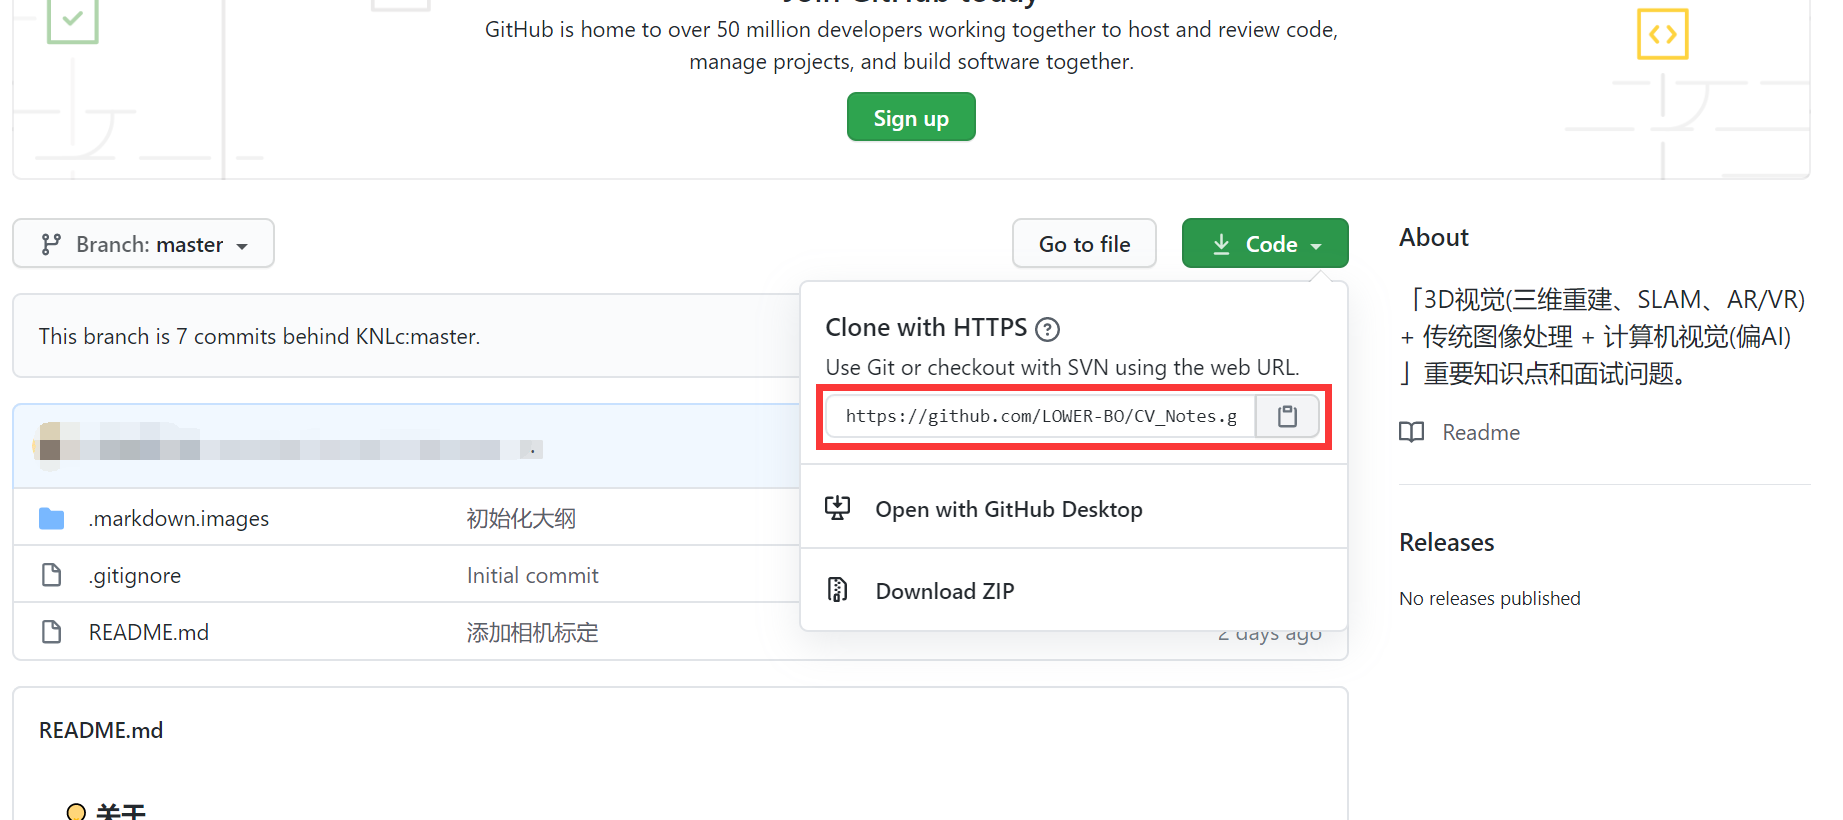 GitHub is home to over 50 million developers working together to host and review code,
manage projects, and build software together.
Sign up
Branch: master
Go to file
Code
This branch is 7 commits behind KNLc:master.
Clone with HTTPS
Use Git or checkout with SVN using the web URL.
https://github.com/LOWER-BO/CV_Notes.g
Open with GitHub Desktop
Download ZIP
.markdown.images 初始化大纲
.gitignore Initial commit
README.md 添加相机标定 2 days ago
README.md
关于
About
「3D视觉(三维重建、SLAM、AR/VR)
+ 传统图像处理 + 计算机视觉(偏AI)
」重要知识点和面试问题。
Readme
Releases
No releases published